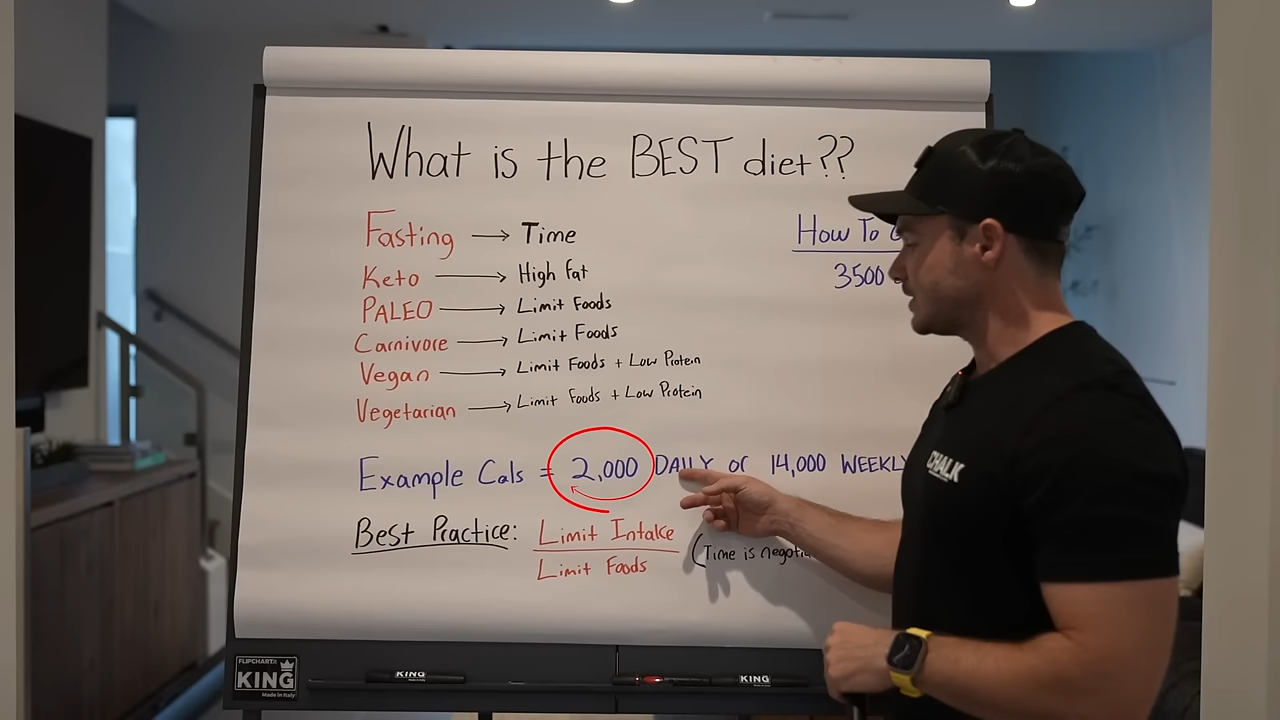 What is the BEST diet??
Fasting → Time
Keto → High Fat
PALEO → Limit Foods
Carnivore → Limit Foods
Vegan → Limit Foods + Low Protein
Vegetarian → Limit Foods + Low Protein
How To
3500
Example Cals = 2,000 DAILY or 14,000 WEEKLY
Best Practice: Limit Intake
Limit Foods
(Time is
CHALK
FLIPCHART
KING
Made in Italy
KING
KING